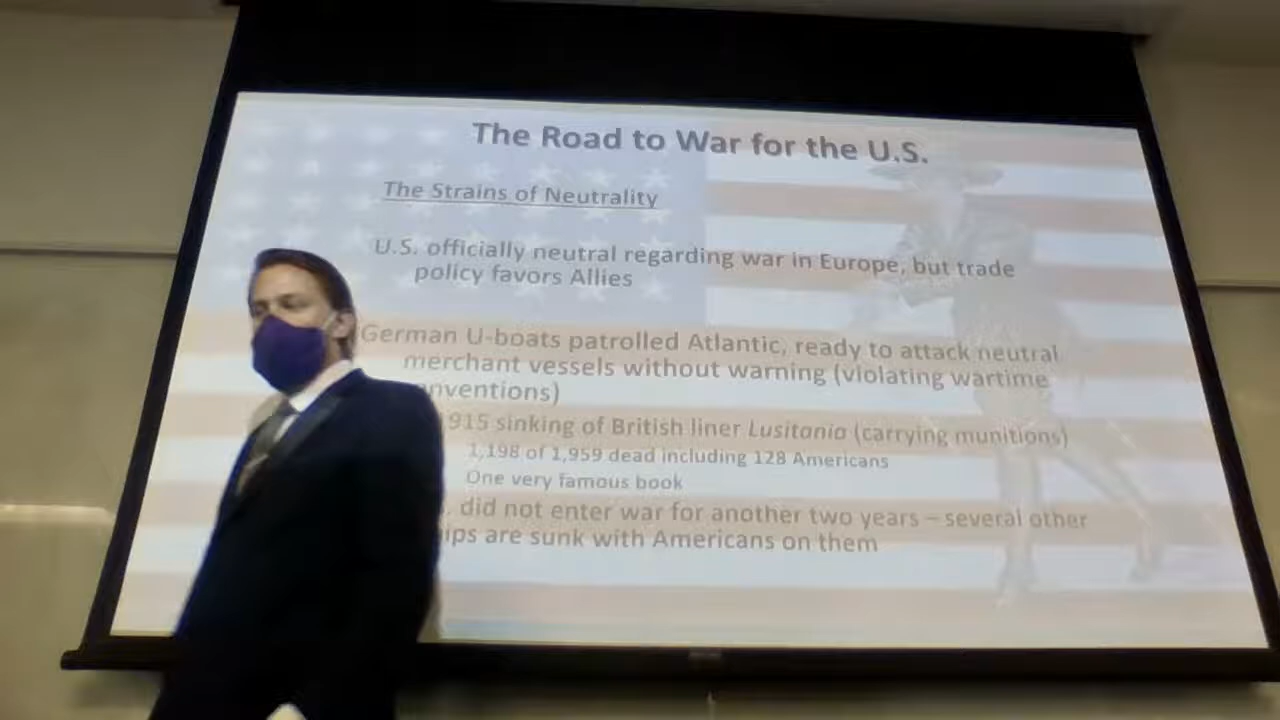 The Road to War for the U.S.
The Strains of Neutrality
U.S. officially neutral regarding war in Europe, but trade
policy favors Allies
German U-boats patrolled Atlantic, ready to attack neutral
merchant vessels without warning (violating wartime
nventions)
915 sinking of British liner Lusitania (carrying munitions)
1,198 of 1,959 dead including 128 Americans
One very famous book
. did not enter war for another two years – several other
ips are sunk with Americans on them